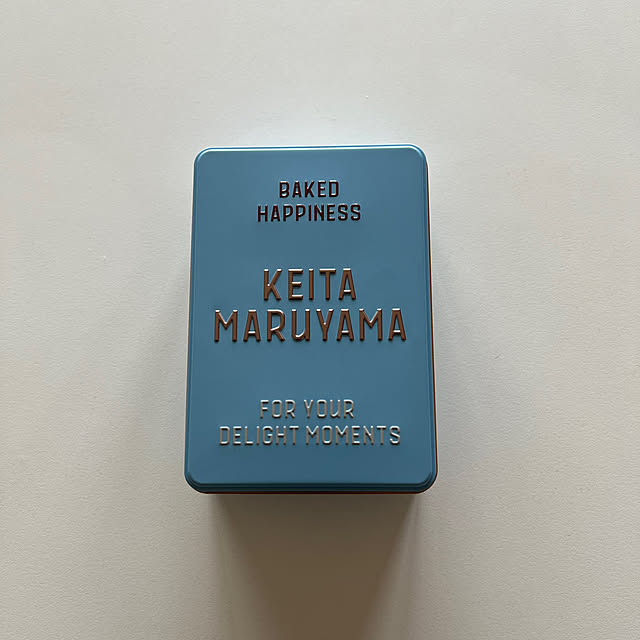 BAKED
HAPPINESS
KEITA
MARUYAMA
FOR YOUR
DELIGHT MOMENTS